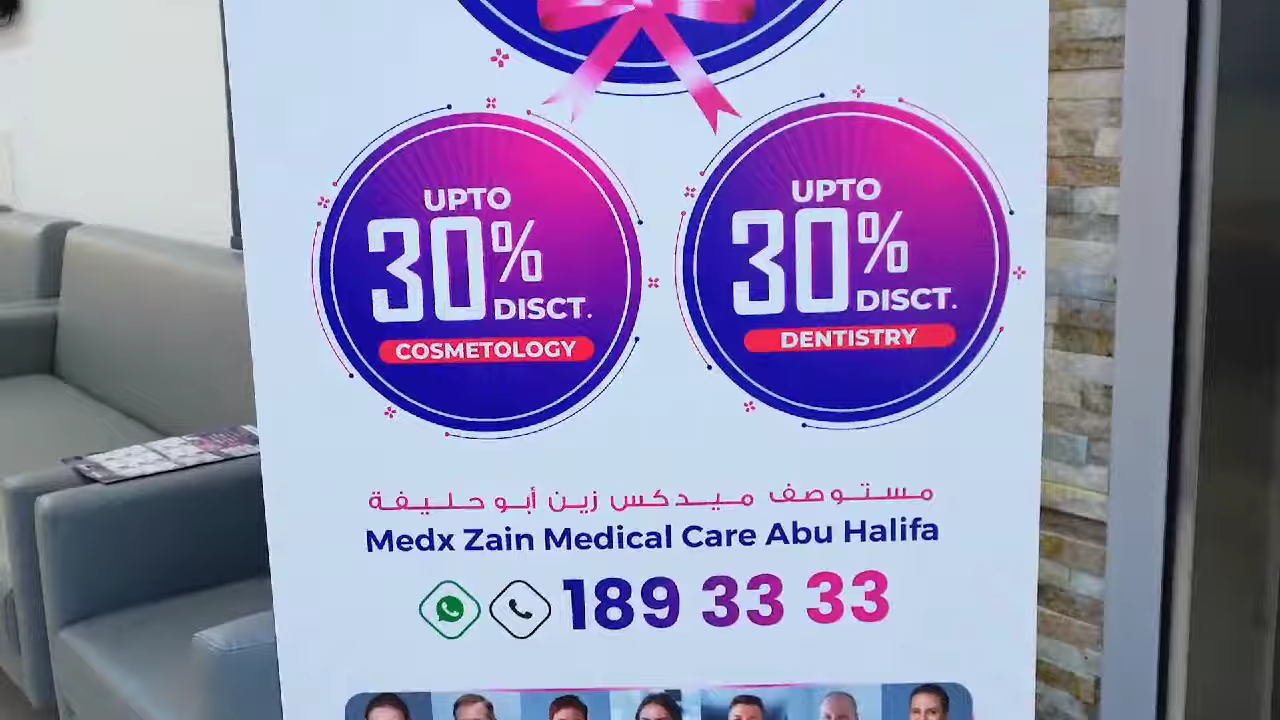 UPTO
30%
DISCT.
COSMETOLOGY
UPTO
30%
DISCT.
DENTISTRY
مستوصف ميدكس زين أبو حليفة
Medx Zain Medical Care Abu Halifa
189 33 33